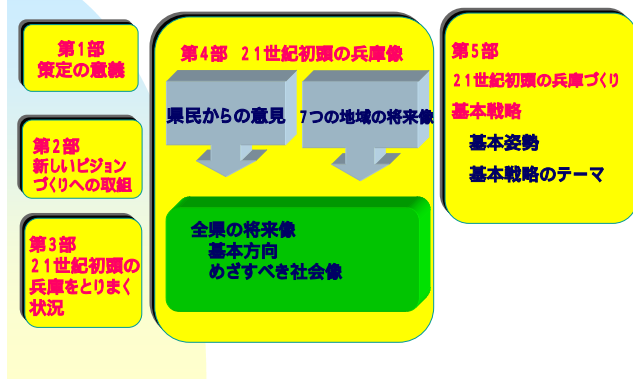 第1部
策定の意義
第2部
新しいビジョン
づくりへの取組
第3部
21世紀初頭の
兵庫をとりまく
状況
第4部 21世紀初頭の兵庫像
県民からの意見
7つの地域の将来像
全県の将来像
基本方向
めざすべき社会像
第5部
21世紀初頭の兵庫づくり
基本戦略
基本姿勢
基本戦略のテーマ